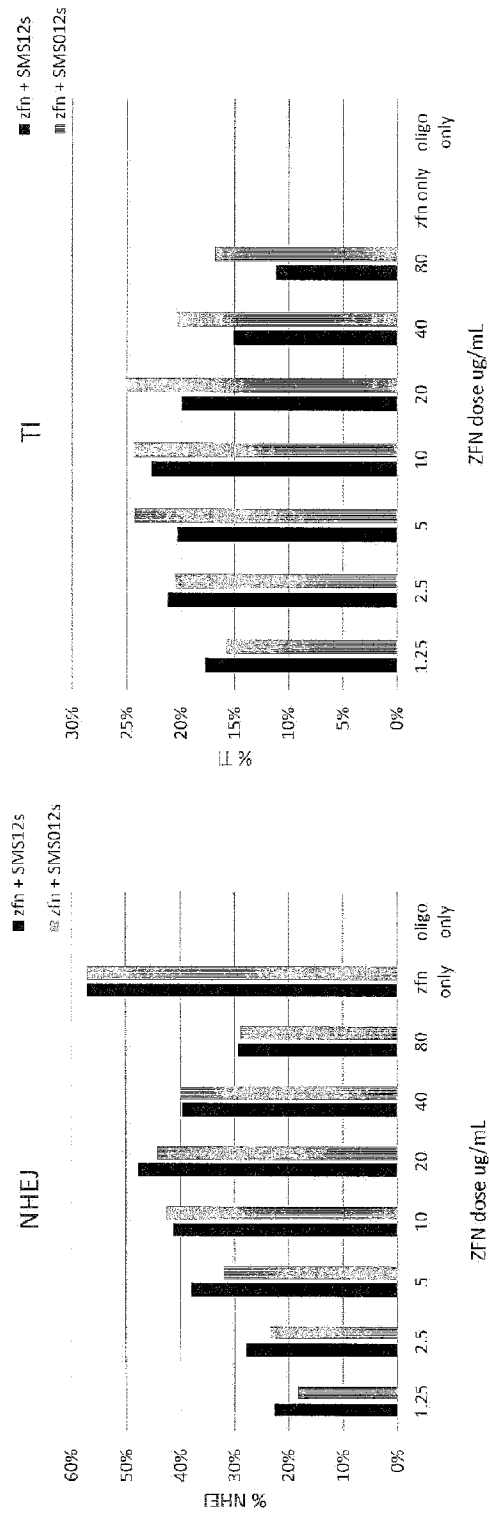 NHEJ
■ zfn + SMS12s
zfn + SMS012s
60%
50%
40%
30%
20%
10%
0%
% NHEJ
1.25 2.5 5 10 20 40 80 zfn only oligo only
ZFN dose ug/mL
TI
■ zfn + SMS12s
zfn + SMS012s
30%
25%
20%
15%
10%
5%
0%
% TI
1.25 2.5 5 10 20 40 80 zfn only oligo only
ZFN dose ug/mL